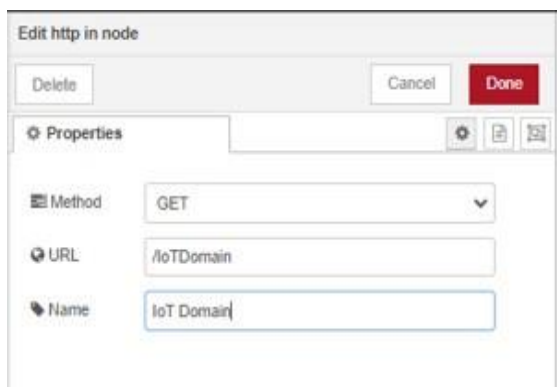 Edit http in node
Delete Cancel Done
Properties
Method GET
URL /IoTDomain
Name IoT Domain